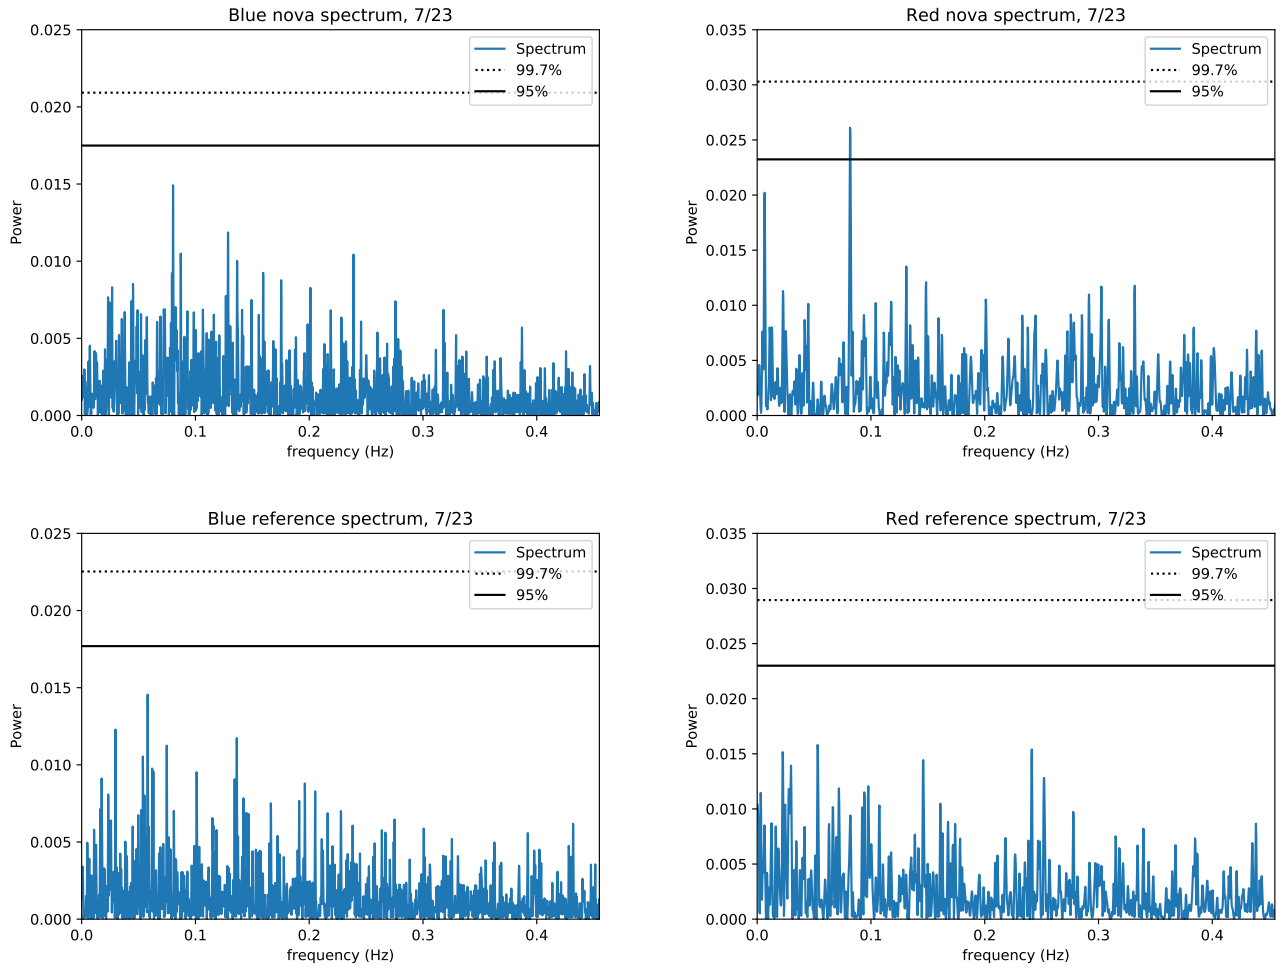 Blue nova spectrum, 7/23
0.025
0.020
0.015
0.010
0.005
0.000
Power
0.0 0.1 0.2 0.3 0.4
frequency (Hz)
Spectrum
99.7%
95%
Red nova spectrum, 7/23
0.035
0.030
0.025
0.020
0.015
0.010
0.005
0.000
Power
0.0 0.1 0.2 0.3 0.4
frequency (Hz)
Spectrum
99.7%
95%
Blue reference spectrum, 7/23
0.025
0.020
0.015
0.010
0.005
0.000
Power
0.0 0.1 0.2 0.3 0.4
frequency (Hz)
Spectrum
99.7%
95%
Red reference spectrum, 7/23
0.035
0.030
0.025
0.020
0.015
0.010
0.005
0.000
Power
0.0 0.1 0.2 0.3 0.4
frequency (Hz)
Spectrum
99.7%
95%